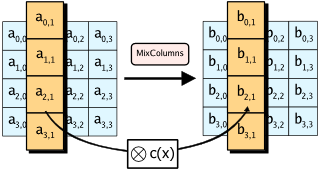 a0,0 a0,1 a0,2 a0,3
a1,0 a1,1 a1,2 a1,3
a2,0 a2,1 a2,2 a2,3
a3,0 a3,1 a3,2 a3,3
MixColumns
b0,0 b0,1 b0,2 b0,3
b1,0 b1,1 b1,2 b1,3
b2,0 b2,1 b2,2 b2,3
b3,0 b3,1 b3,2 b3,3
⊗ c(x)